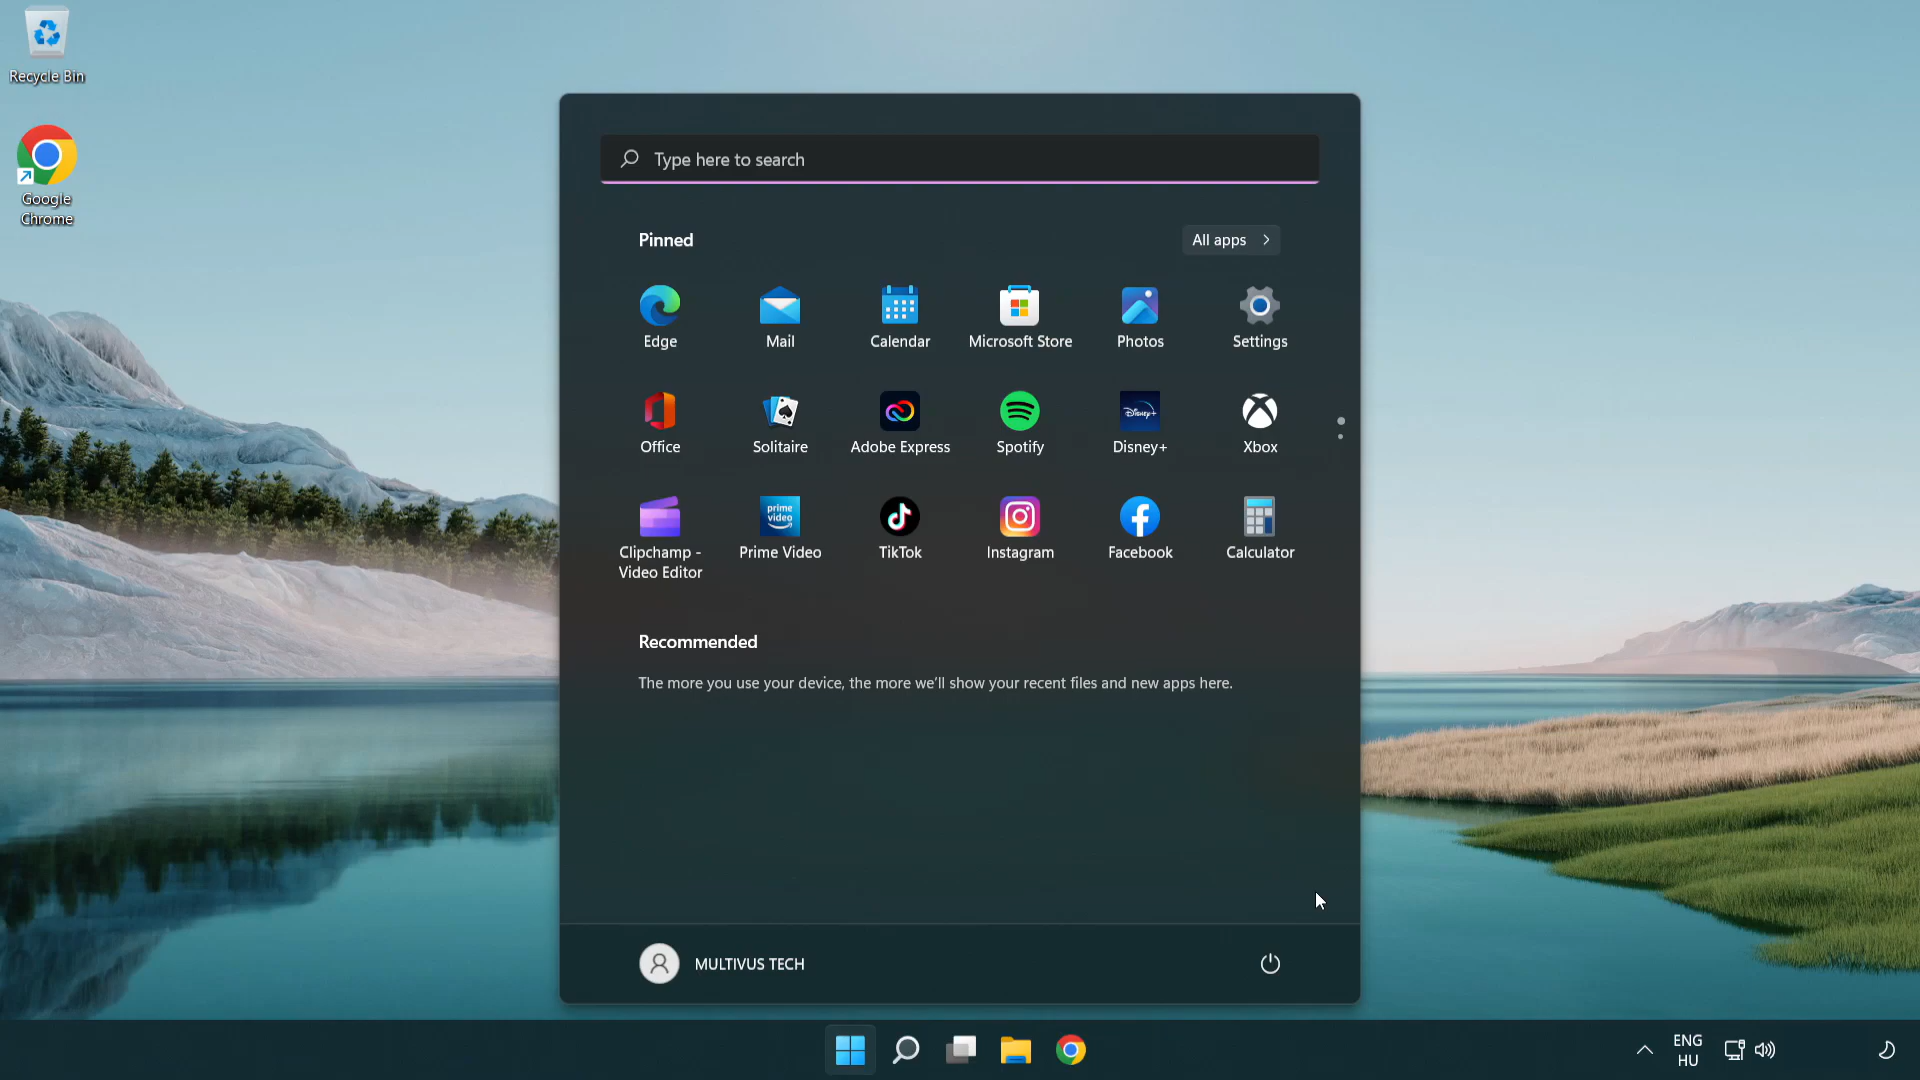 Recycle Bin
Google
Chrome
Type here to search
Pinned
All apps
Edge
Mail
Calendar
Microsoft Store
Photos
Settings
Office
Solitaire
Adobe Express
Spotify
Disney+
Disney+
Xbox
prime
video
Clipchamp -
Video Editor
Prime Video
TikTok
Instagram
Facebook
Calculator
Recommended
The more you use your device, the more we'll show your recent files and new apps here.
MULTIVUS TECH
ENG
HU